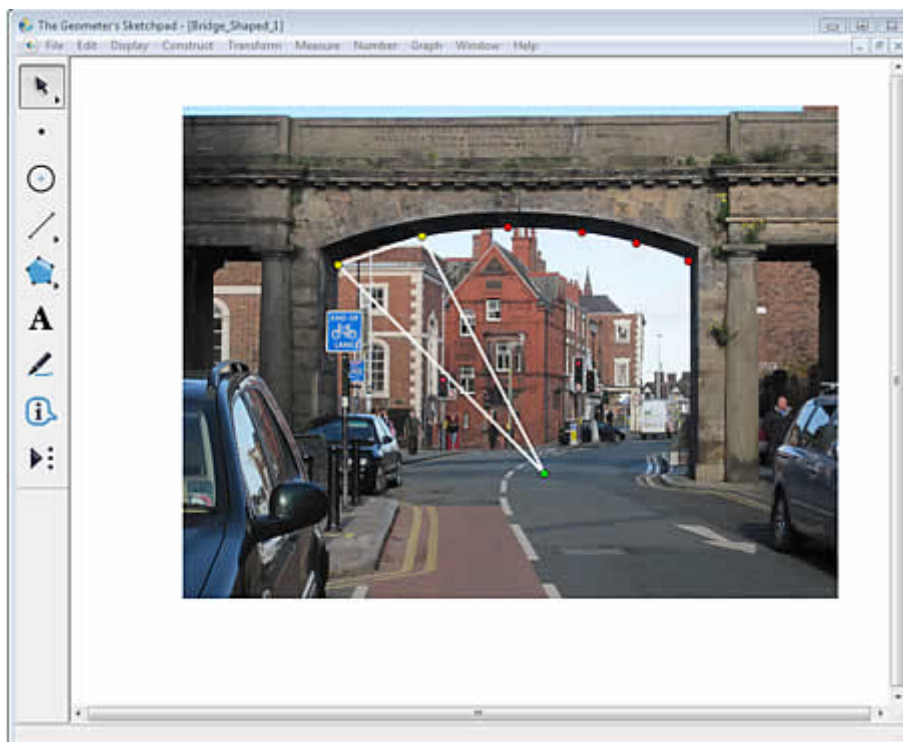 The Geometer's Sketchpad - [Bridge_Shaped_1]
File Edit Display Construct Transform Measure Number Graph Window Help
A
END OF
LANE